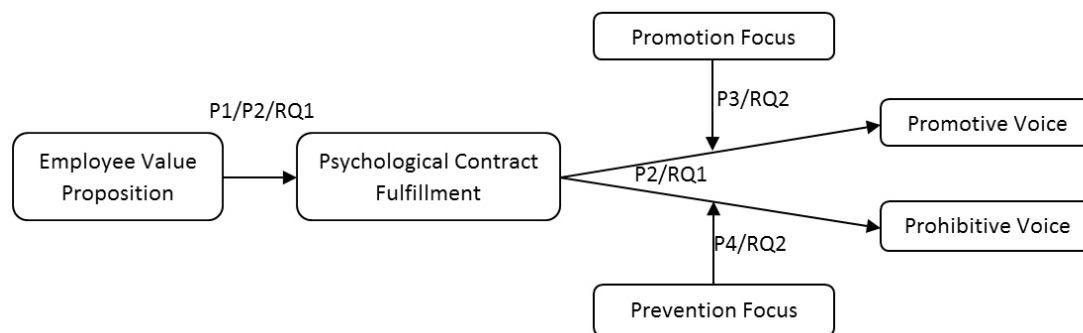 Promotion Focus
P3/RQ2
P1/P2/RQ1
Promotive Voice
Employee Value
Proposition
Psychological Contract
Fulfillment
P2/RQ1
Prohibitive Voice
P4/RQ2
Prevention Focus